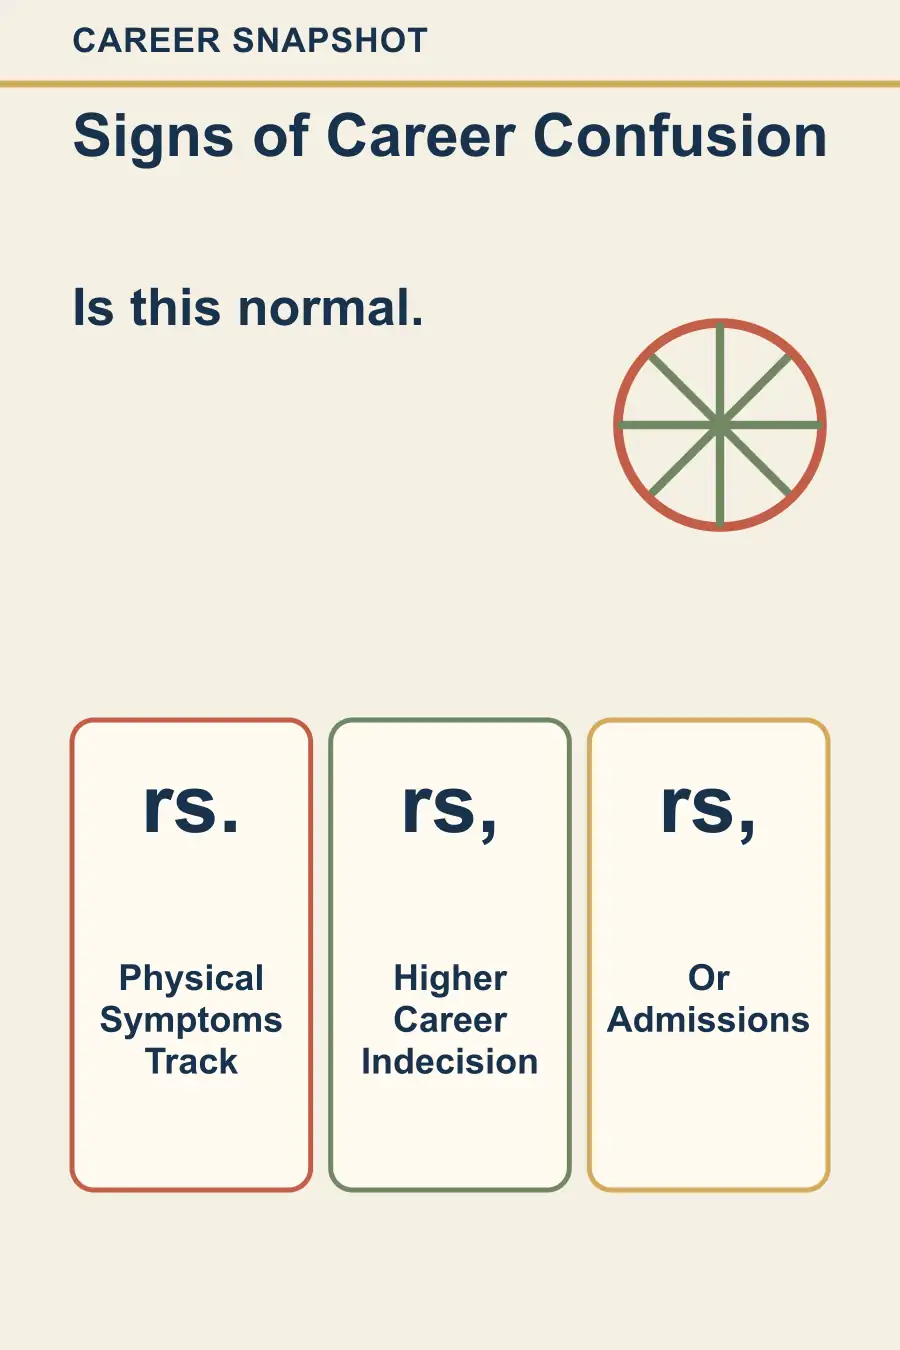 CAREER SNAPSHOT
Signs of Career Confusion
Is this normal.
rs.
Physical
Symptoms
Track
rs,
Higher
Career
Indecision
rs,
Or
Admissions